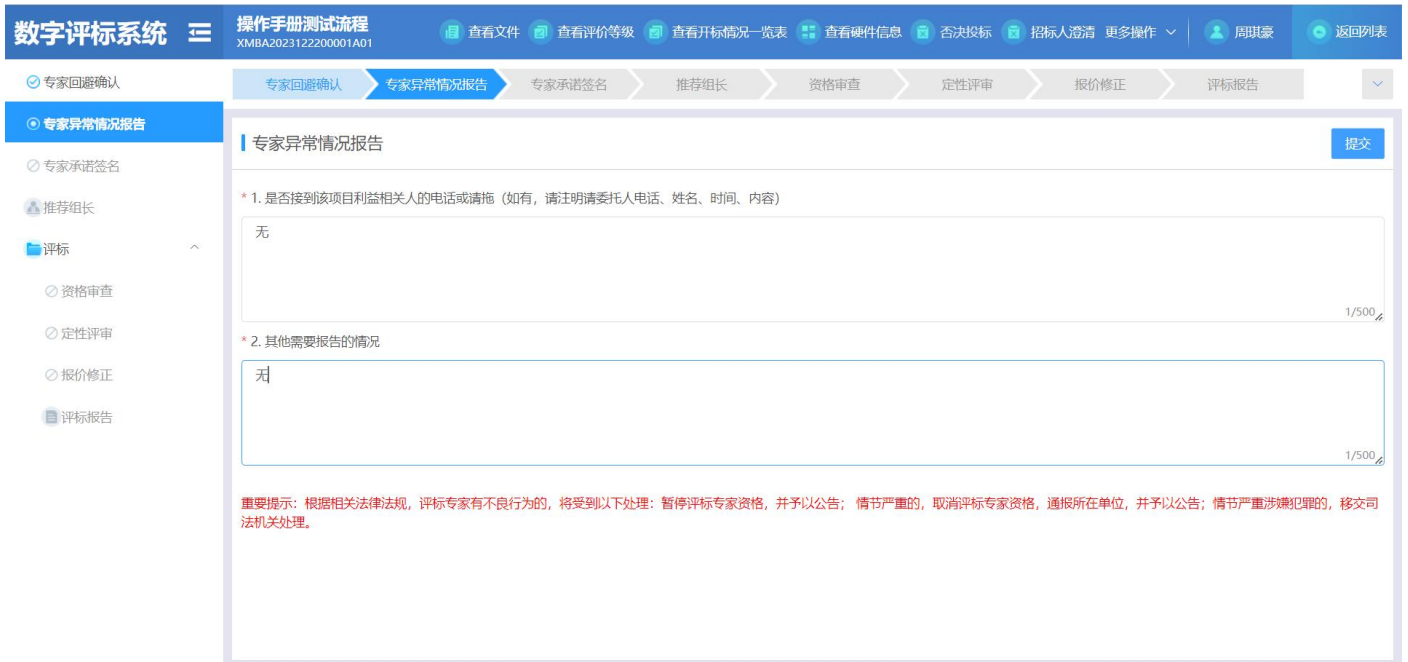 数字评标系统
操作手册测试流程
XMBA2023122200001A01
查看文件
查看评价等级
查看开标情况一览表
查看硬件信息
否决投标
招标人澄清
更多操作
周琪豪
返回列表
专家回避确认
专家异常情况报告
专家承诺签名
推荐组长
评标
资格审查
定性评审
报价修正
评标报告
专家回避确认
专家异常情况报告
专家承诺签名
推荐组长
资格审查
定性评审
报价修正
评标报告
专家异常情况报告
提交
* 1. 是否接到该项目利益相关人的电话或请拖（如有，请注明请委托人电话、姓名、时间、内容）
无
1/500
* 2. 其他需要报告的情况
无
1/500
重要提示：根据相关法律法规，评标专家有不良行为的，将受到以下处理：暂停评标专家资格，并予以公告； 情节严重的，取消评标专家资格，通报所在单位，并予以公告；情节严重涉嫌犯罪的，移交司
法机关处理。